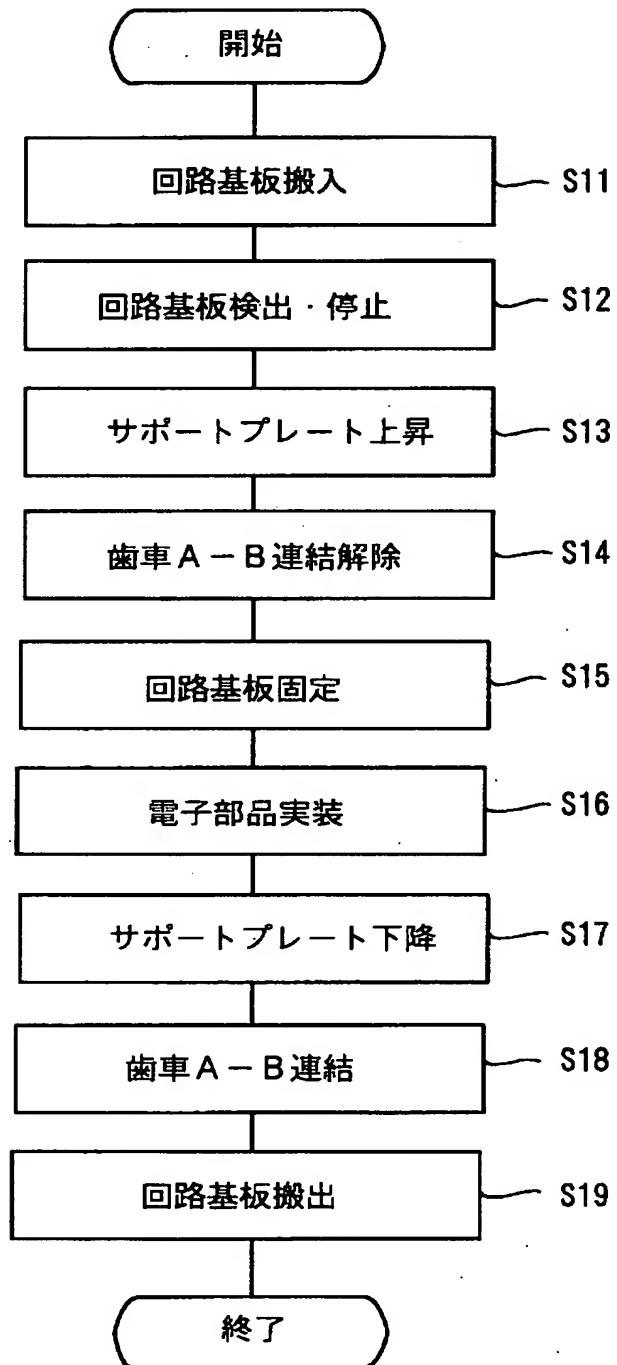 開始
回路基板搬入 S11
回路基板検出・停止 S12
サポートプレート上昇 S13
歯車A－B連結解除 S14
回路基板固定 S15
電子部品実装 S16
サポートプレート下降 S17
歯車A－B連結 S18
回路基板搬出 S19
終了